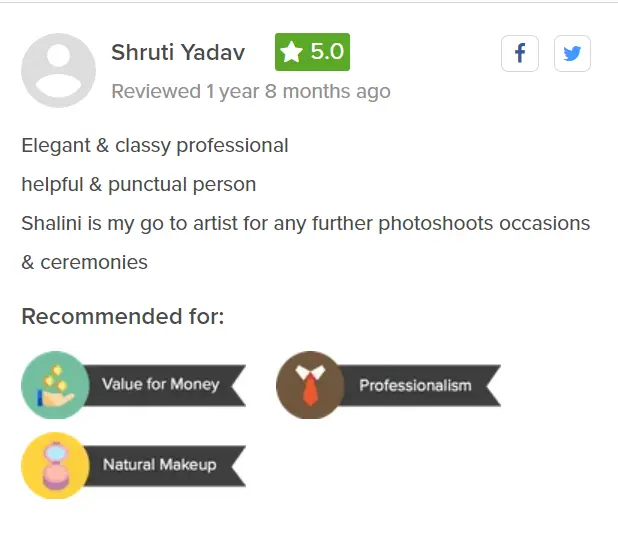 Shruti Yadav 5.0
Reviewed 1 year 8 months ago
Elegant & classy professional
helpful & punctual person
Shalini is my go to artist for any further photoshoots occasions
& ceremonies
Recommended for:
Value for Money Professionalism
Natural Makeup